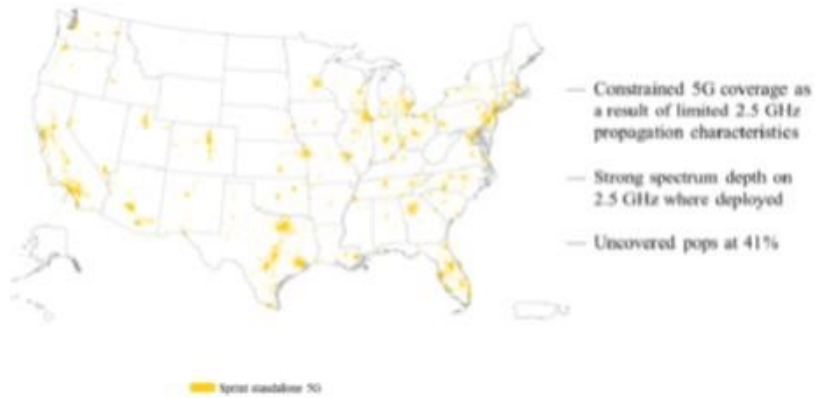 — Constrained 5G coverage as
a result of limited 2.5 GHz
propagation characteristics
— Strong spectrum depth on
2.5 GHz where deployed
— Uncovered pops at 41%
Sprint standalone 5G